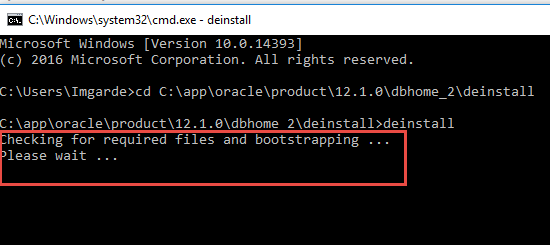 C:\Windows\system32\cmd.exe - deinstall
Microsoft Windows [Version 10.0.14393]
(c) 2016 Microsoft Corporation. All rights reserved.
C:\Users\Imgarde>cd C:\app\oracle\product\12.1.0\dbhome_2\deinstall
C:\app\oracle\product\12.1.0\dbhome_2\deinstall>deinstall
Checking for required files and bootstrapping ...
Please wait ...